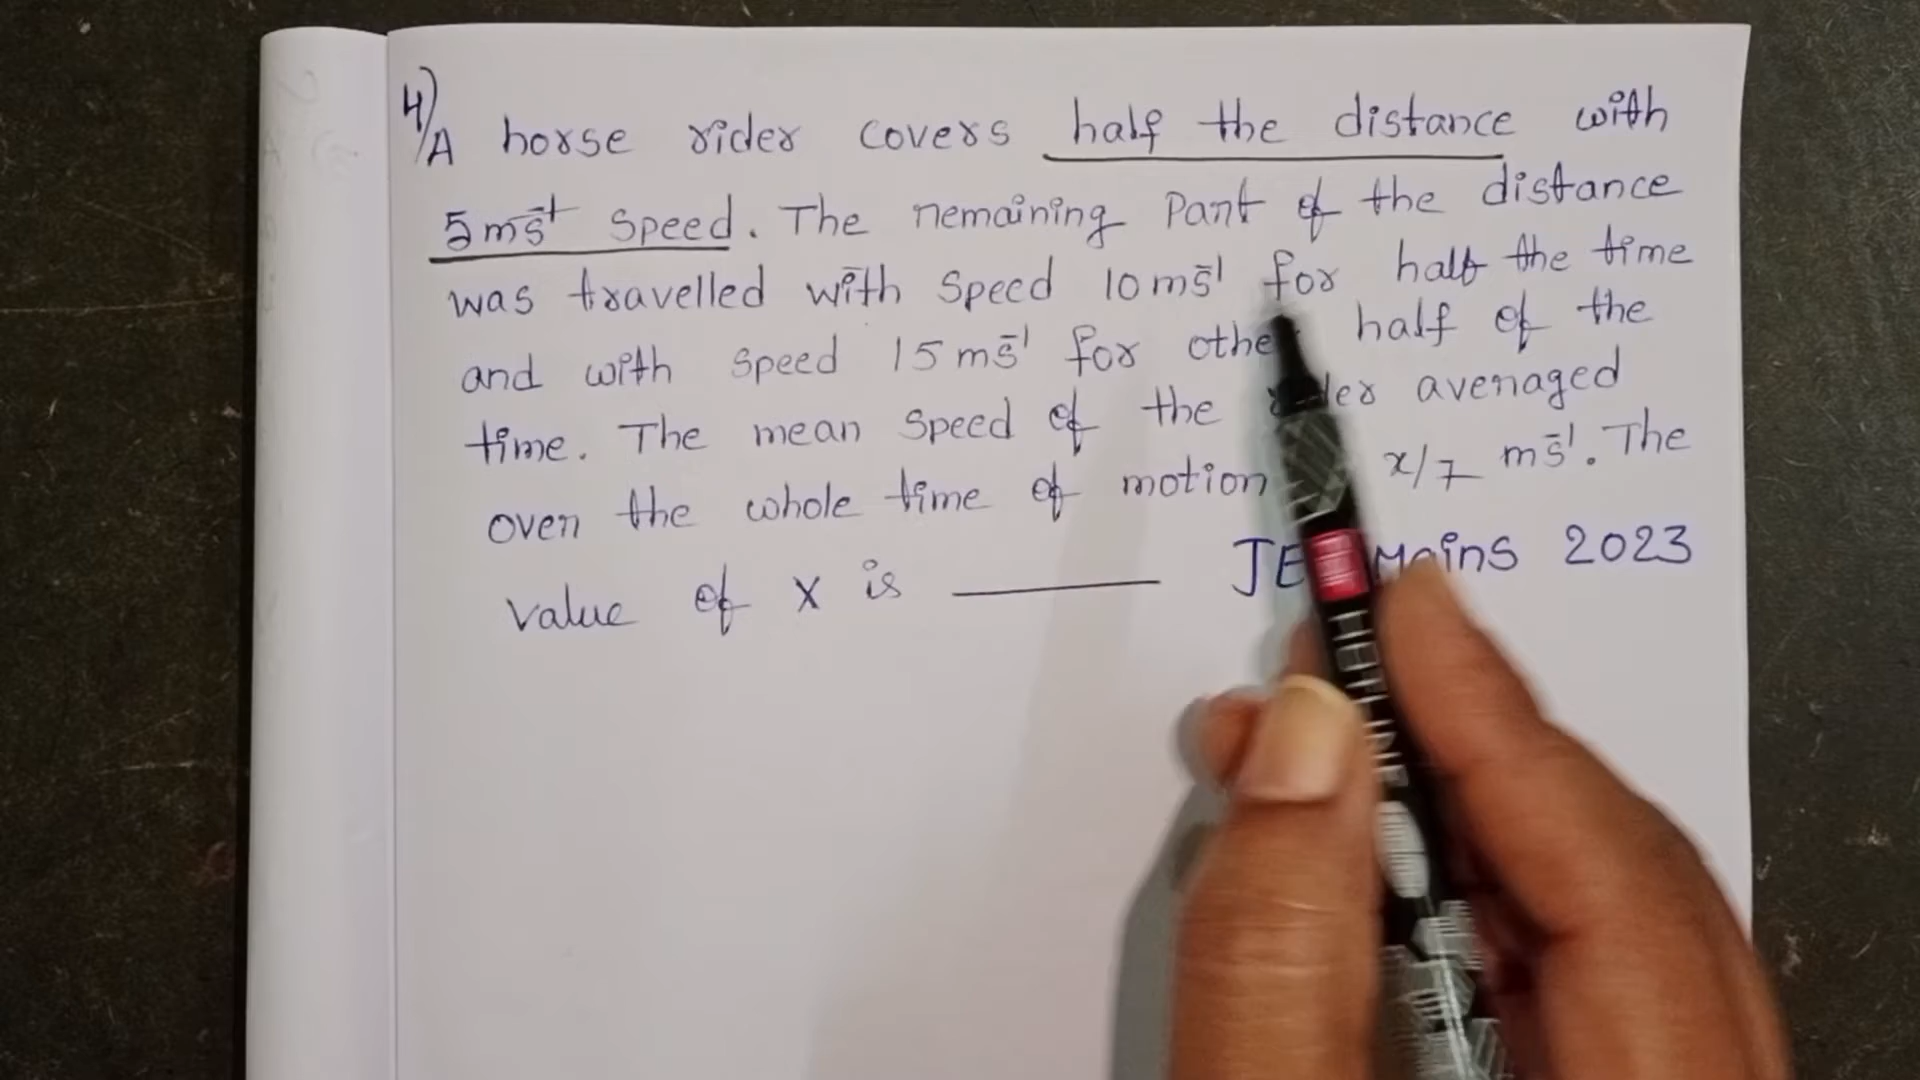 4) A horse rider covers half the distance with
5ms⁻¹ speed. The remaining part of the distance
was travelled with speed 10ms⁻¹ for half the time
and with speed 15ms⁻¹ for other half of the
time. The mean speed of the averaged
over the whole time of motion x/7 ms⁻¹. The
value of x is ______ Mains 2023